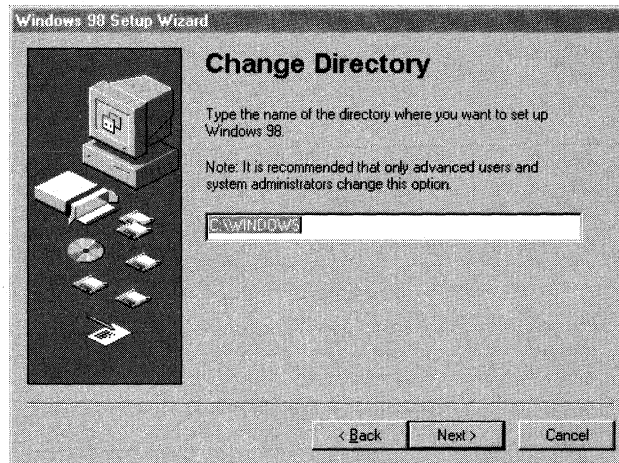 Windows 98 Setup Wizard
Change Directory
Type the name of the directory where you want to set up
Windows 98.
Note: It is recommended that only advanced users and
system administrators change this option.
C:\WINDOWS
< Back
Next >
Cancel